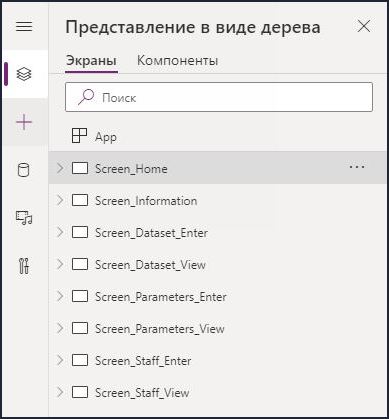 Представление в виде дерева
Экраны Компоненты
Поиск
App
Screen_Home
Screen_Information
Screen_Dataset_Enter
Screen_Dataset_View
Screen_Parameters_Enter
Screen_Parameters_View
Screen_Staff_Enter
Screen_Staff_View